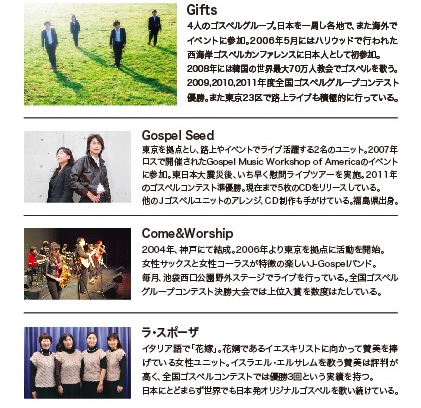 Gifts
4人のゴスペルグループ。日本を一周し各地で、また海外で
イベントに参加。2006年5月にはハリウッドで行われた
西海岸ゴスペルカンファレンスに日本人として初参加。
2008年には韓国の世界最大70万人教会でゴスペルを歌う。
2009,2010,2011年度全国ゴスペルグループコンテスト
優勝。また東京23区で路上ライブも積極的に行っている。
Gospel Seed
東京を拠点とし、路上やイベントでライブ活躍する2名のユニット。2007年
ロスで開催されたGospel Music Workshop of Americaのイベント
に参加。東日本大震災後、いち早く慰問ライブツアーを実施。2011年
のゴスペルコンテスト準優勝。現在まで5枚のCDをリリースしている。
他のJゴスペルユニットのアレンジ、CD制作も手がけている。福島県出身。
Come&Worship
2004年、神戸にて結成。2006年より東京を拠点に活動を開始。
女性サックスと女性コーラスが特徴の楽しいJ-Gospelバンド。
毎月、池袋西口公園野外ステージでライブを行っている。全国ゴスペル
グループコンテスト決勝大会では上位入賞を数度はたしている。
ラ・スポーザ
イタリア語で「花嫁」。花婿であるイエスキリストに向かって賛美を捧
げている女性ユニット。イスラエル・エルサレムを歌う賛美は評判が
高く、全国ゴスペルコンテストでは優勝3回という実績を持つ。
日本にとどまらず世界でも日本発オリジナルゴスペルを歌い続けている。